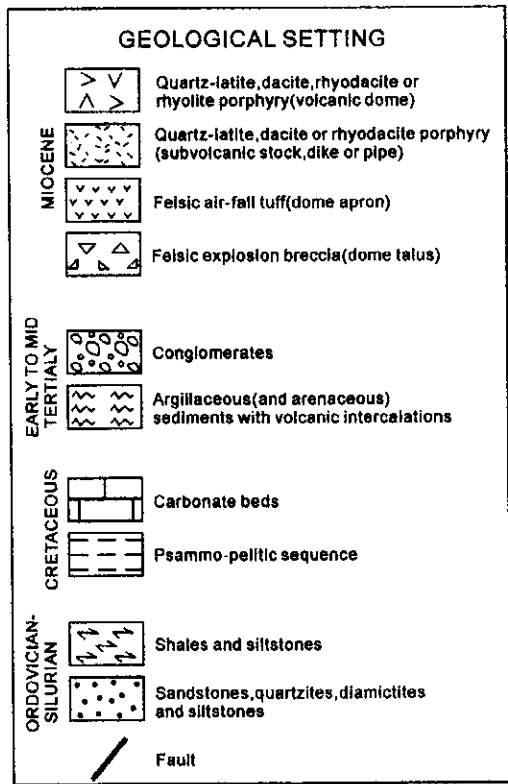 GEOLOGICAL SETTING
MIOCENE
Quartz-latite,dacite,rhyodacite or
rhyolite porphyry(volcanic dome)
Quartz-latite,dacite or rhyodacite porphyry
(subvolcanic stock,dike or pipe)
Felsic air-fall tuff(dome apron)
Felsic explosion breccia(dome talus)
EARLY TO MID
TERTIALY
Conglomerates
Argillaceous(and arenaceous)
sediments with volcanic intercalations
CRETACEOUS
Carbonate beds
Psammo-pelitic sequence
ORDOVICIAN-
SILURIAN
Shales and siltstones
Sandstones,quartzites,diamictites
and siltstones
Fault